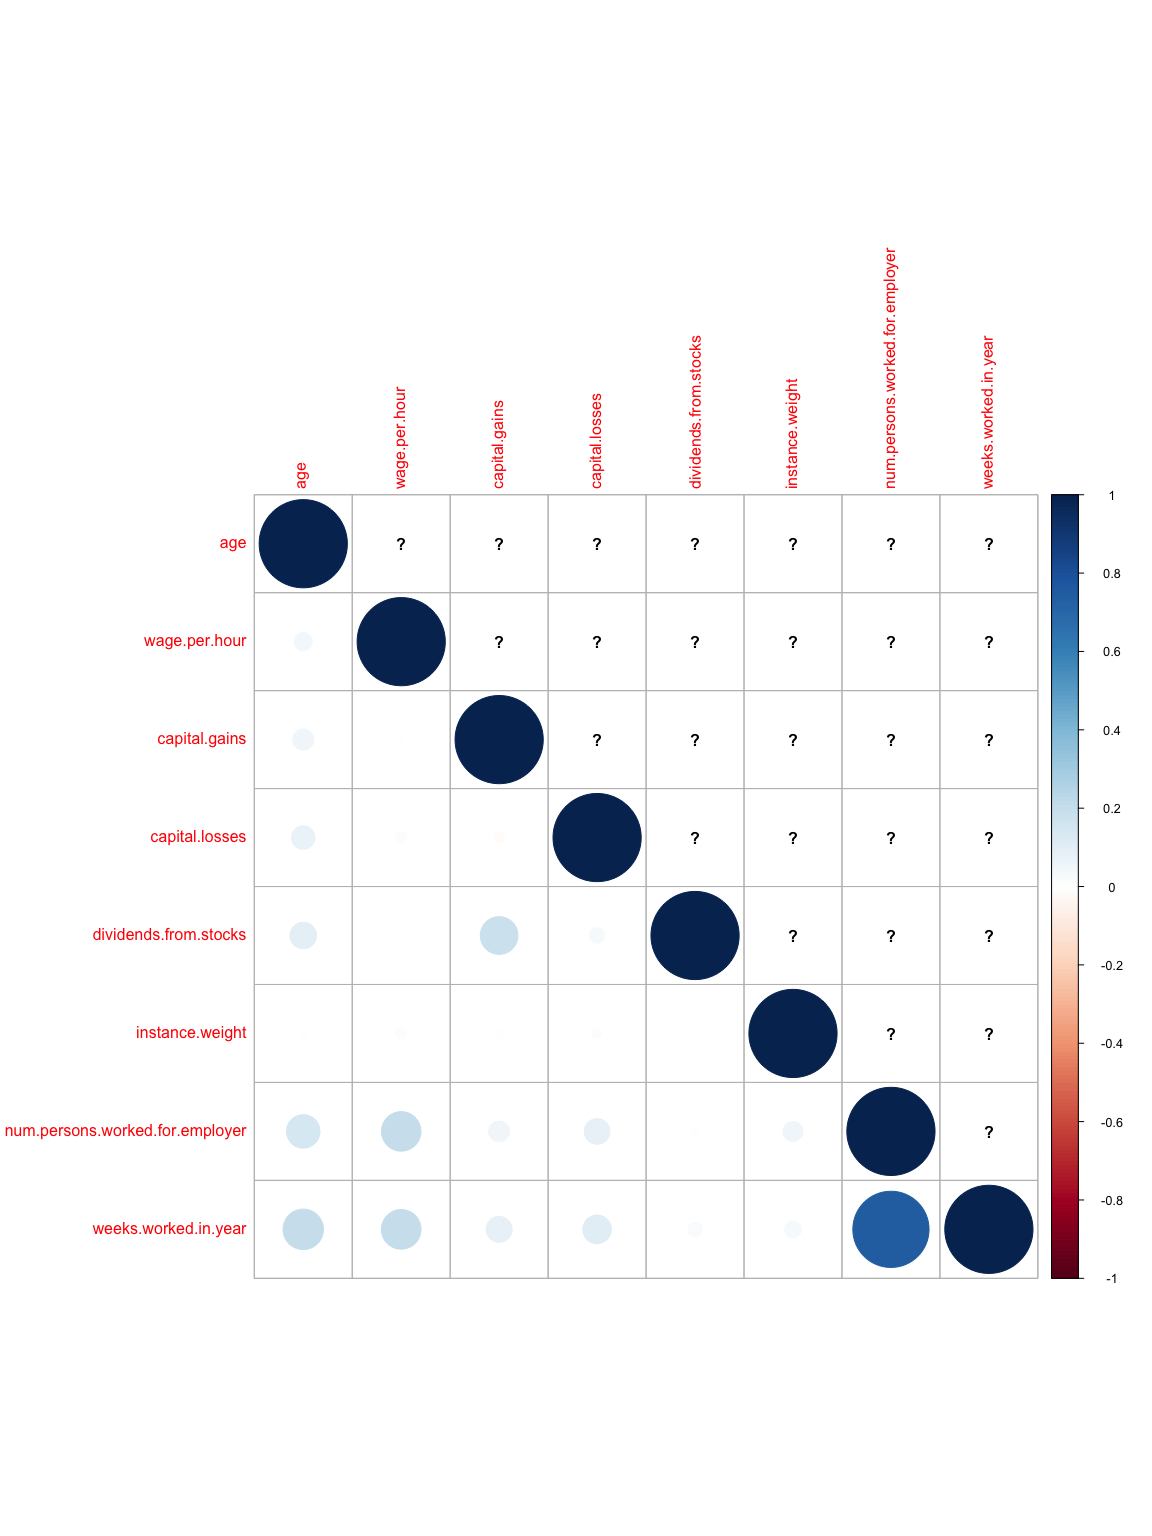 age
wage.per.hour
capital.gains
capital.losses
dividends.from.stocks
instance.weight
num.persons.worked.for.employer
weeks.worked.in.year
age ? ? ? ? ? ? ?
wage.per.hour ? ? ? ? ? ?
capital.gains ? ? ? ? ?
capital.losses ? ? ? ?
dividends.from.stocks ? ? ?
instance.weight ? ?
num.persons.worked.for.employer ?
weeks.worked.in.year
1
0.8
0.6
0.4
0.2
0
-0.2
-0.4
-0.6
-0.8
-1